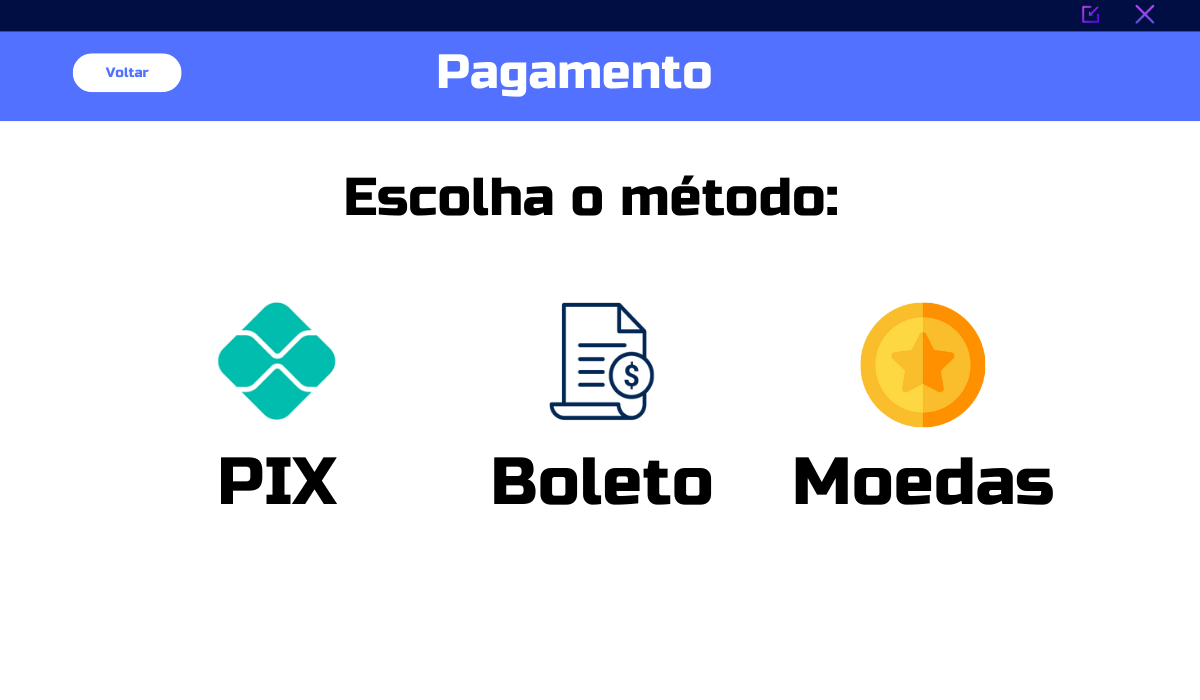 Voltar
Pagamento
Escolha o método:
$
PIX
Boleto
Moedas